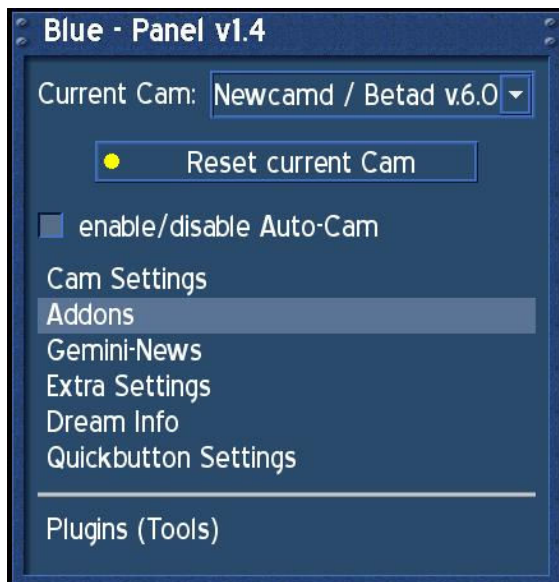 Blue - Panel v1.4
Current Cam: Newcamd / Betad v.6.0
Reset current Cam
enable/disable Auto-Cam
Cam Settings
Addons
Gemini-News
Extra Settings
Dream Info
Quickbutton Settings
Plugins (Tools)